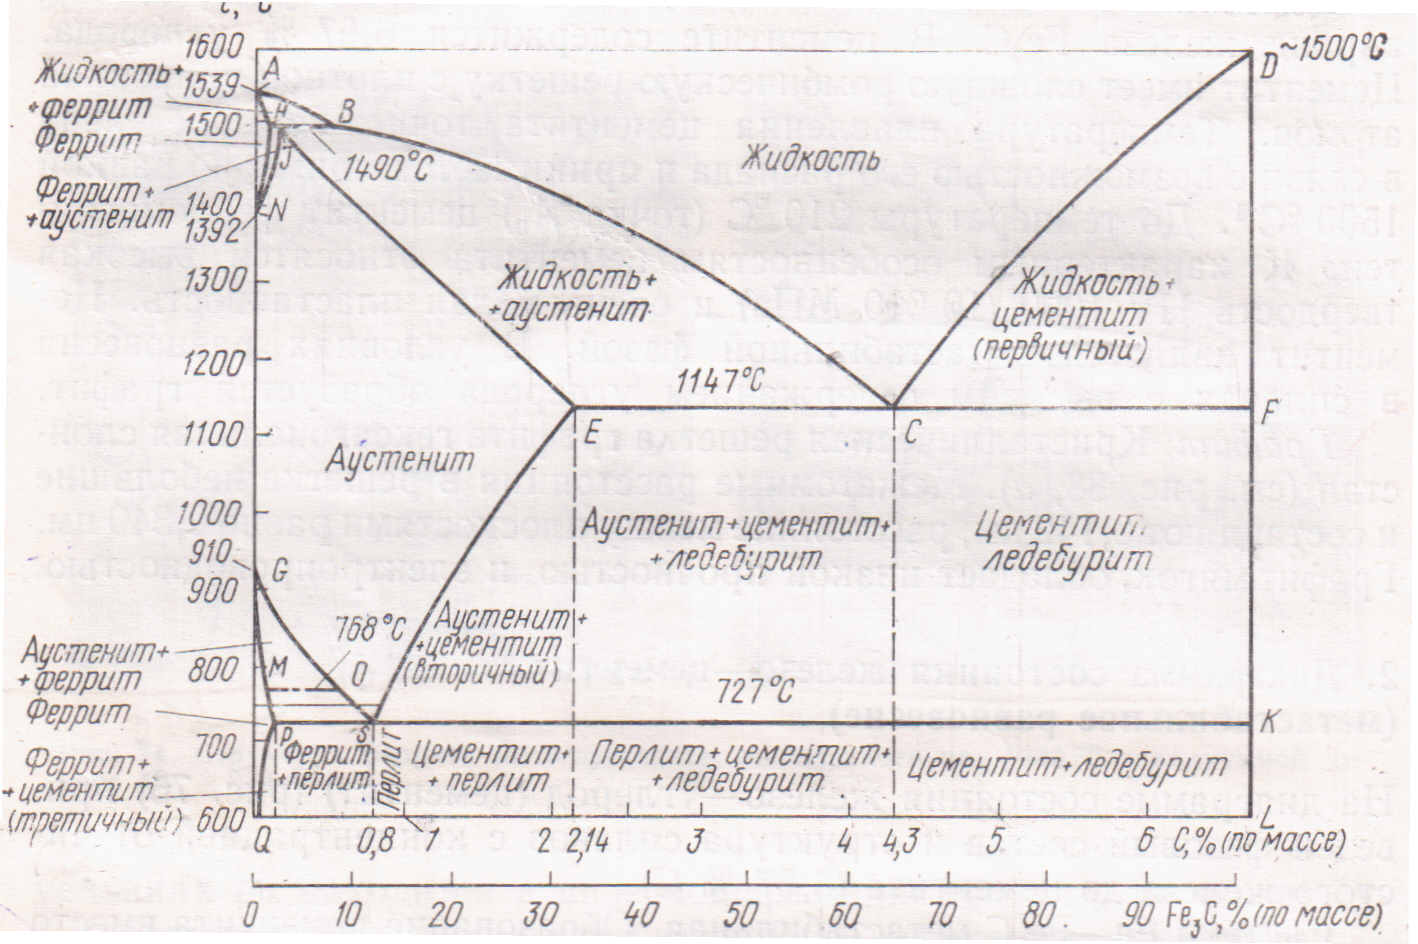 1600
1539
1500
1400
1392
1300
1200
1100
1000
910
900
800
700
600
Жидкость+
+феррит
Феррит
Феррит+
+аустенит
A
H
B
J
N
1490°C
D ~1500°C
Жидкость
Жидкость+
+аустенит
Жидкость+
цементит
(первичный)
1147°C
E
C
F
Аустенит
Аустенит+цементит+
+ледебурит
Цементит
ледебурит
G
768°C
Аустенит+
+цементит
(вторичный)
Аустенит+
+феррит
Феррит
M
O
727°C
P
S
K
Феррит+
+цементит
(третичный)
Феррит
+перлит
Перлит
Цементит+
+перлит
Перлит+цементит+
+ледебурит
Цементит+ледебурит
L
0 0,8 1 2 2,14 3 4 4,3 5 6 C,%(по массе)
0 10 20 30 40 50 60 70 80 90 Fe₃C,%(по массе)